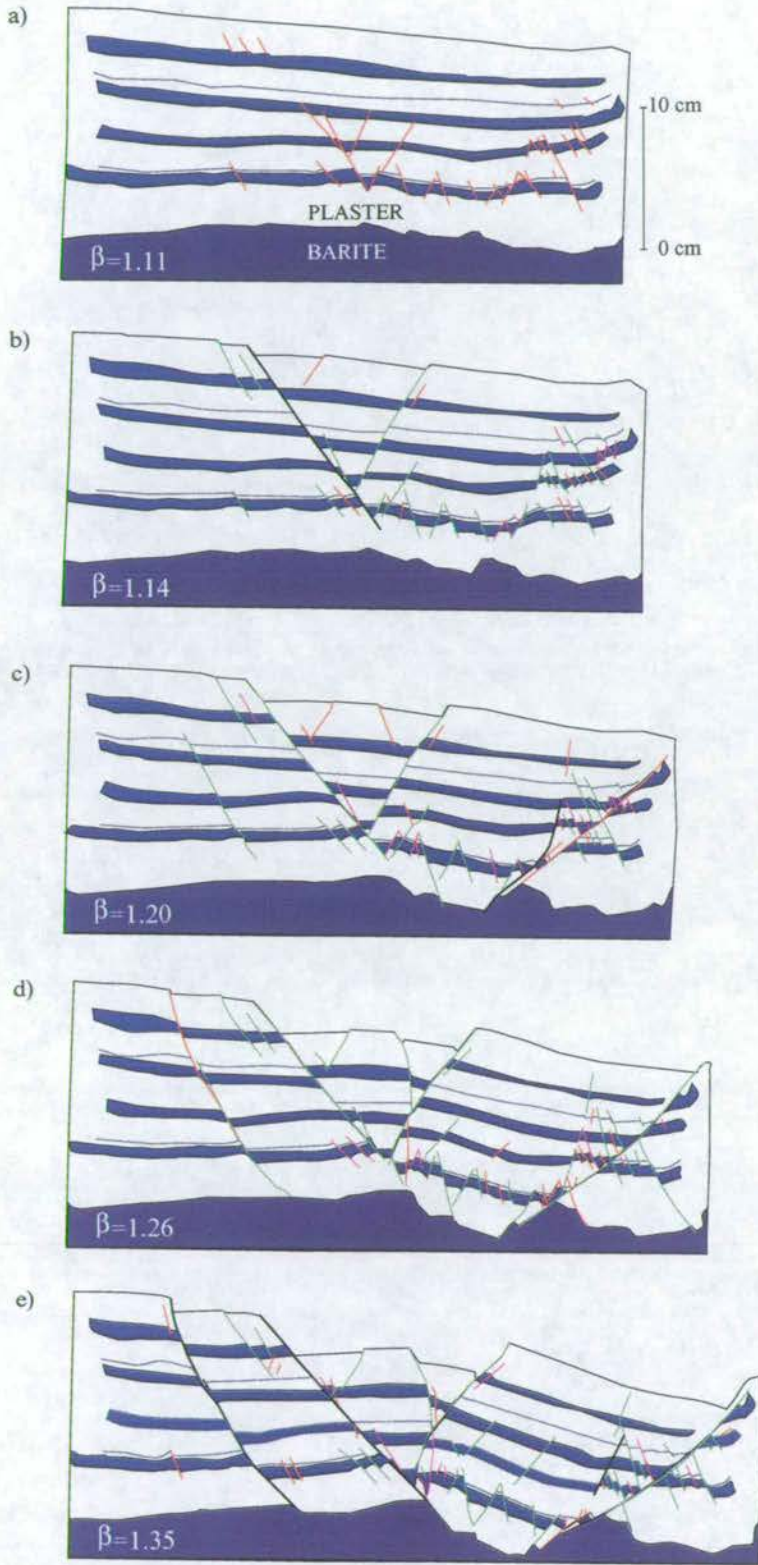 a)
10 cm
PLASTER
0 cm
BARITE
β=1.11
b)
β=1.14
c)
β=1.20
d)
β=1.26
e)
β=1.35